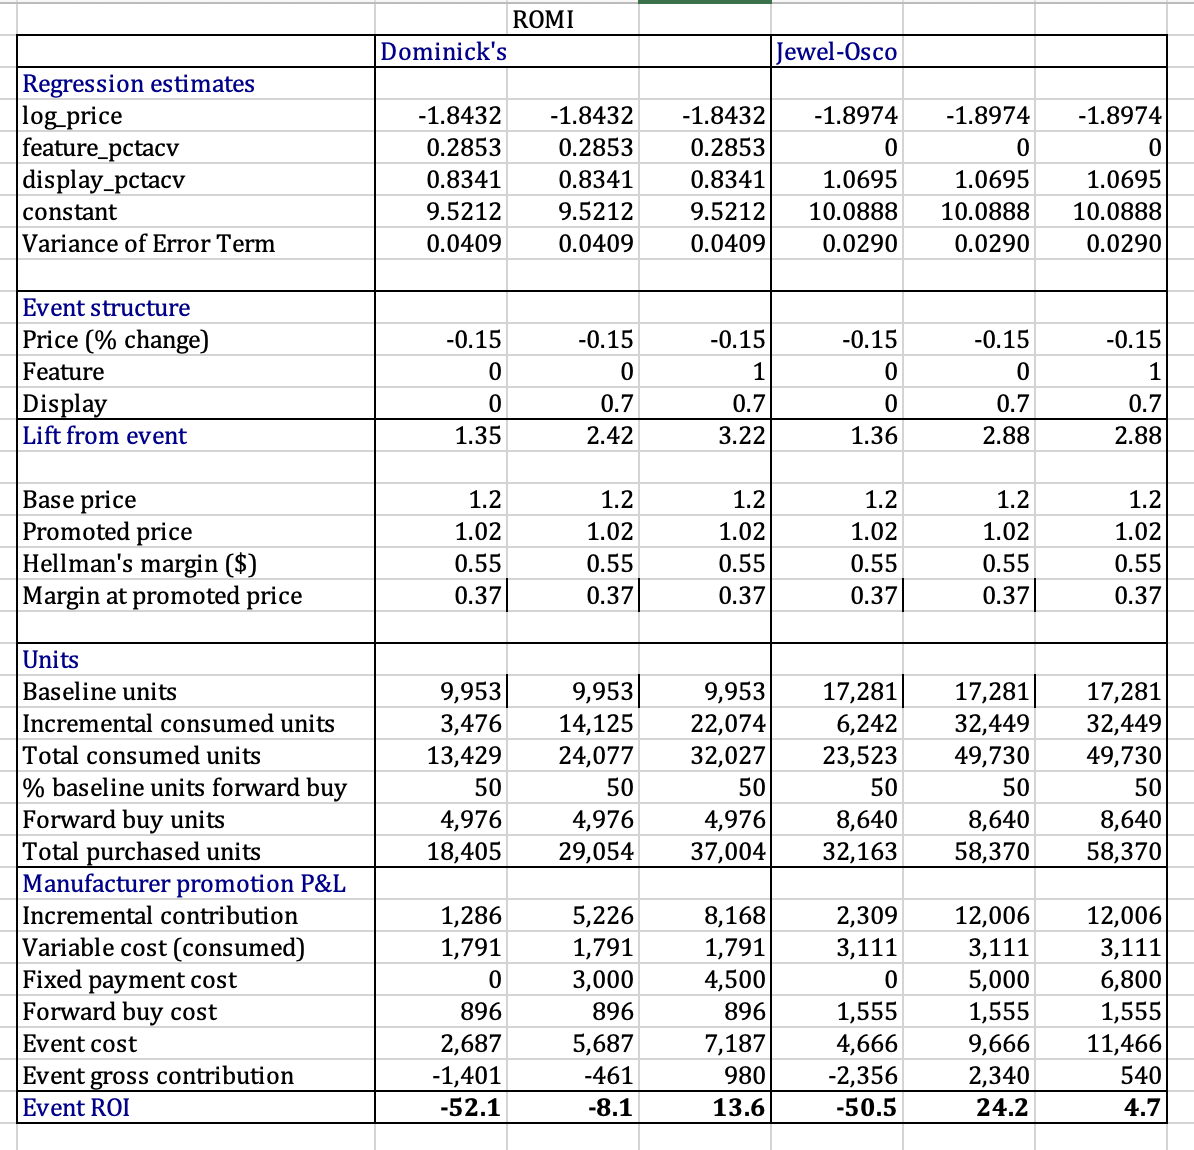 ROMI
Dominick's Jewel-Osco
Regression estimates
log_price -1.8432 -1.8432 -1.8432 -1.8974 -1.8974 -1.8974
feature_pctacv 0.2853 0.2853 0.2853 0 0 0
display_pctacv 0.8341 0.8341 0.8341 1.0695 1.0695 1.0695
constant 9.5212 9.5212 9.5212 10.0888 10.0888 10.0888
Variance of Error Term 0.0409 0.0409 0.0409 0.0290 0.0290 0.0290
Event structure
Price (% change) -0.15 -0.15 -0.15 -0.15 -0.15 -0.15
Feature 0 0 1 0 0 1
Display 0 0.7 0.7 0 0.7 0.7
Lift from event 1.35 2.42 3.22 1.36 2.88 2.88
Base price 1.2 1.2 1.2 1.2 1.2 1.2
Promoted price 1.02 1.02 1.02 1.02 1.02 1.02
Hellman's margin ($) 0.55 0.55 0.55 0.55 0.55 0.55
Margin at promoted price 0.37 0.37 0.37 0.37 0.37 0.37
Units
Baseline units 9,953 9,953 9,953 17,281 17,281 17,281
Incremental consumed units 3,476 14,125 22,074 6,242 32,449 32,449
Total consumed units 13,429 24,077 32,027 23,523 49,730 49,730
% baseline units forward buy 50 50 50 50 50 50
Forward buy units 4,976 4,976 4,976 8,640 8,640 8,640
Total purchased units 18,405 29,054 37,004 32,163 58,370 58,370
Manufacturer promotion P&L
Incremental contribution 1,286 5,226 8,168 2,309 12,006 12,006
Variable cost (consumed) 1,791 1,791 1,791 3,111 3,111 3,111
Fixed payment cost 0 3,000 4,500 0 5,000 6,800
Forward buy cost 896 896 896 1,555 1,555 1,555
Event cost 2,687 5,687 7,187 4,666 9,666 11,466
Event gross contribution -1,401 -461 980 -2,356 2,340 540
Event ROI -52.1 -8.1 13.6 -50.5 24.2 4.7